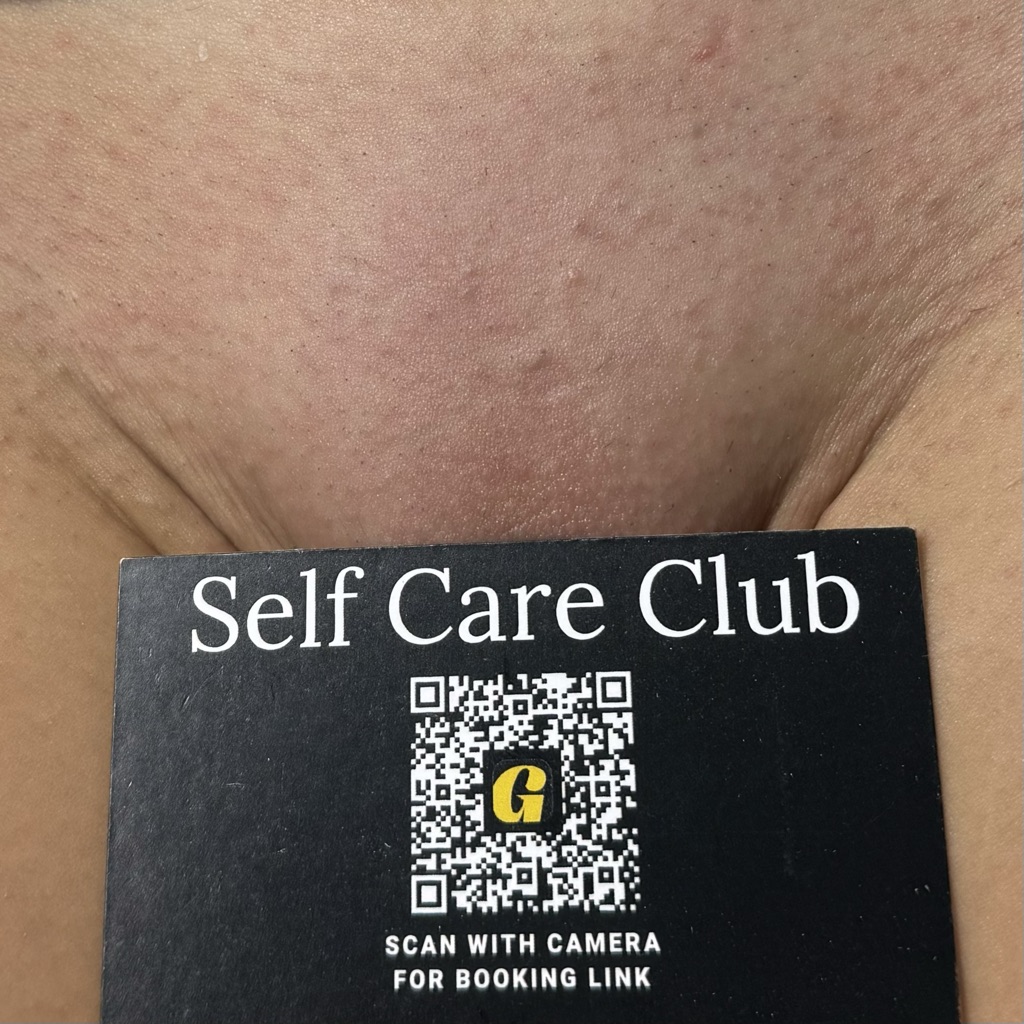 Self Care Club
G
SCAN WITH CAMERA
FOR BOOKING LINK